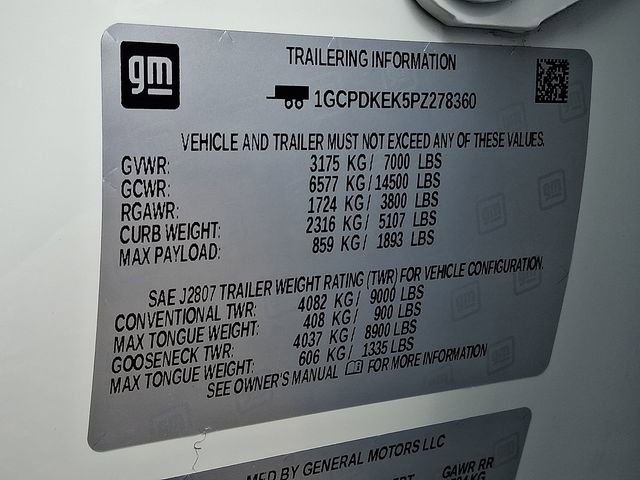 gm
TRAILERING INFORMATION
1GCPDKEK5PZ278360
VEHICLE AND TRAILER MUST NOT EXCEED ANY OF THESE VALUES.
GVWR: 3175 KG/ 7000 LBS
GCWR: 6577 KG/14500 LBS
RGAWR: 1724 KG/ 3800 LBS
CURB WEIGHT: 2316 KG/ 5107 LBS
MAX PAYLOAD: 859 KG/ 1893 LBS
SAE J2807 TRAILER WEIGHT RATING (TWR) FOR VEHICLE CONFIGURATION.
CONVENTIONAL TWR: 4082 KG/ 9000 LBS
MAX TONGUE WEIGHT: 408 KG/ 900 LBS
GOOSENECK TWR: 4037 KG/ 8900 LBS
MAX TONGUE WEIGHT: 606 KG/ 1335 LBS
SEE OWNER'S MANUAL FOR MORE INFORMATION
BY GENERAL MOTORS LLC
GAWR RR